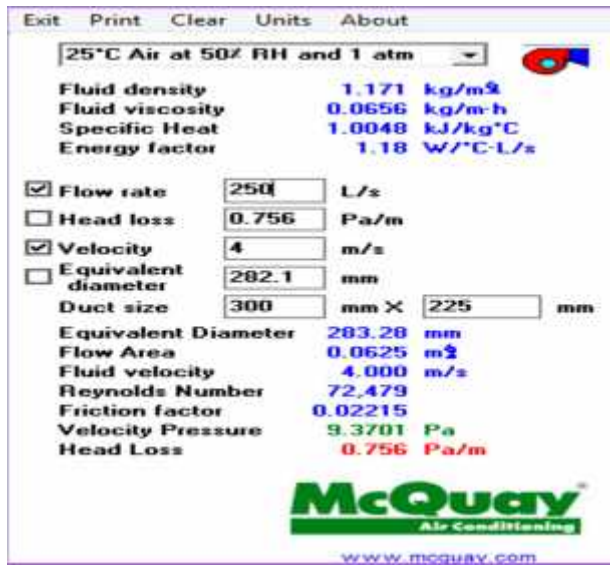 Exit Print Clear Units About
25°C Air at 50% RH and 1 atm
Fluid density 1.171 kg/m³
Fluid viscosity 0.0656 kg/m·h
Specific Heat 1.0048 kJ/kg°C
Energy factor 1.18 W/°C·L/s
Flow rate 250 L/s
Head loss 0.756 Pa/m
Velocity 4 m/s
Equivalent diameter 282.1 mm
Duct size 300 mm X 225 mm
Equivalent Diameter 283.28 mm
Flow Area 0.0625 m²
Fluid velocity 4.000 m/s
Reynolds Number 72,479
Friction factor 0.02215
Velocity Pressure 9.3701 Pa
Head Loss 0.756 Pa/m
McQuay
Air Conditioning
www.mcquay.com